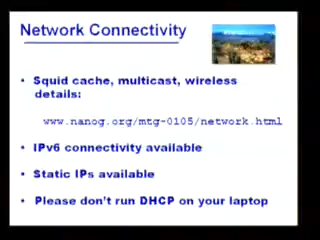 Network Connectivity
• Squid cache, multicast, wireless
details:
www.nanog.org/mtg-0105/network.html
• IPv6 connectivity available
• Static IPs available
• Please don't run DHCP on your laptop